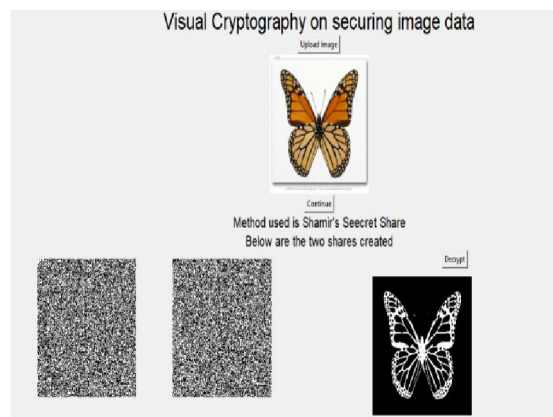 Visual Cryptography on securing image data
Upload Image
Continue
Method used is Shamir's Seecret Share
Below are the two shares created
Decrypt